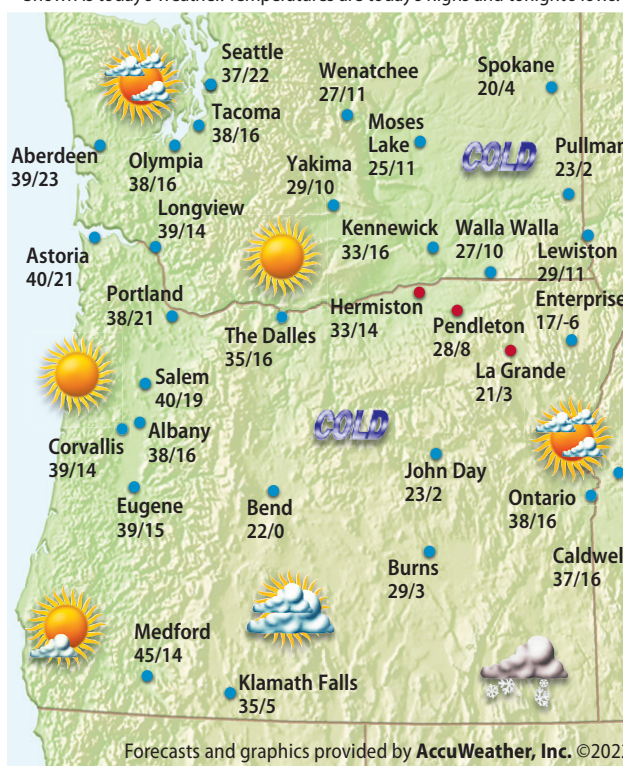 Seattle
37/22
Wenatchee
27/11
Spokane
20/4
Tacoma
38/16
Moses
Lake
25/11
COLD
Pullman
23/2
Aberdeen
39/23
Olympia
38/16
Yakima
29/10
Longview
39/14
Kennewick
33/16
Walla Walla
27/10
Lewiston
29/11
Astoria
40/21
Portland
38/21
The Dalles
35/16
Hermiston
33/14
Pendleton
28/8
Enterprise
17/-6
La Grande
21/3
Salem
40/19
Albany
38/16
Corvallis
39/14
COLD
John Day
23/2
Ontario
38/16
Eugene
39/15
Bend
22/0
Burns
29/3
Caldwel
37/16
Medford
45/14
Klamath Falls
35/5
Forecasts and graphics provided by AccuWeather, Inc. ©202